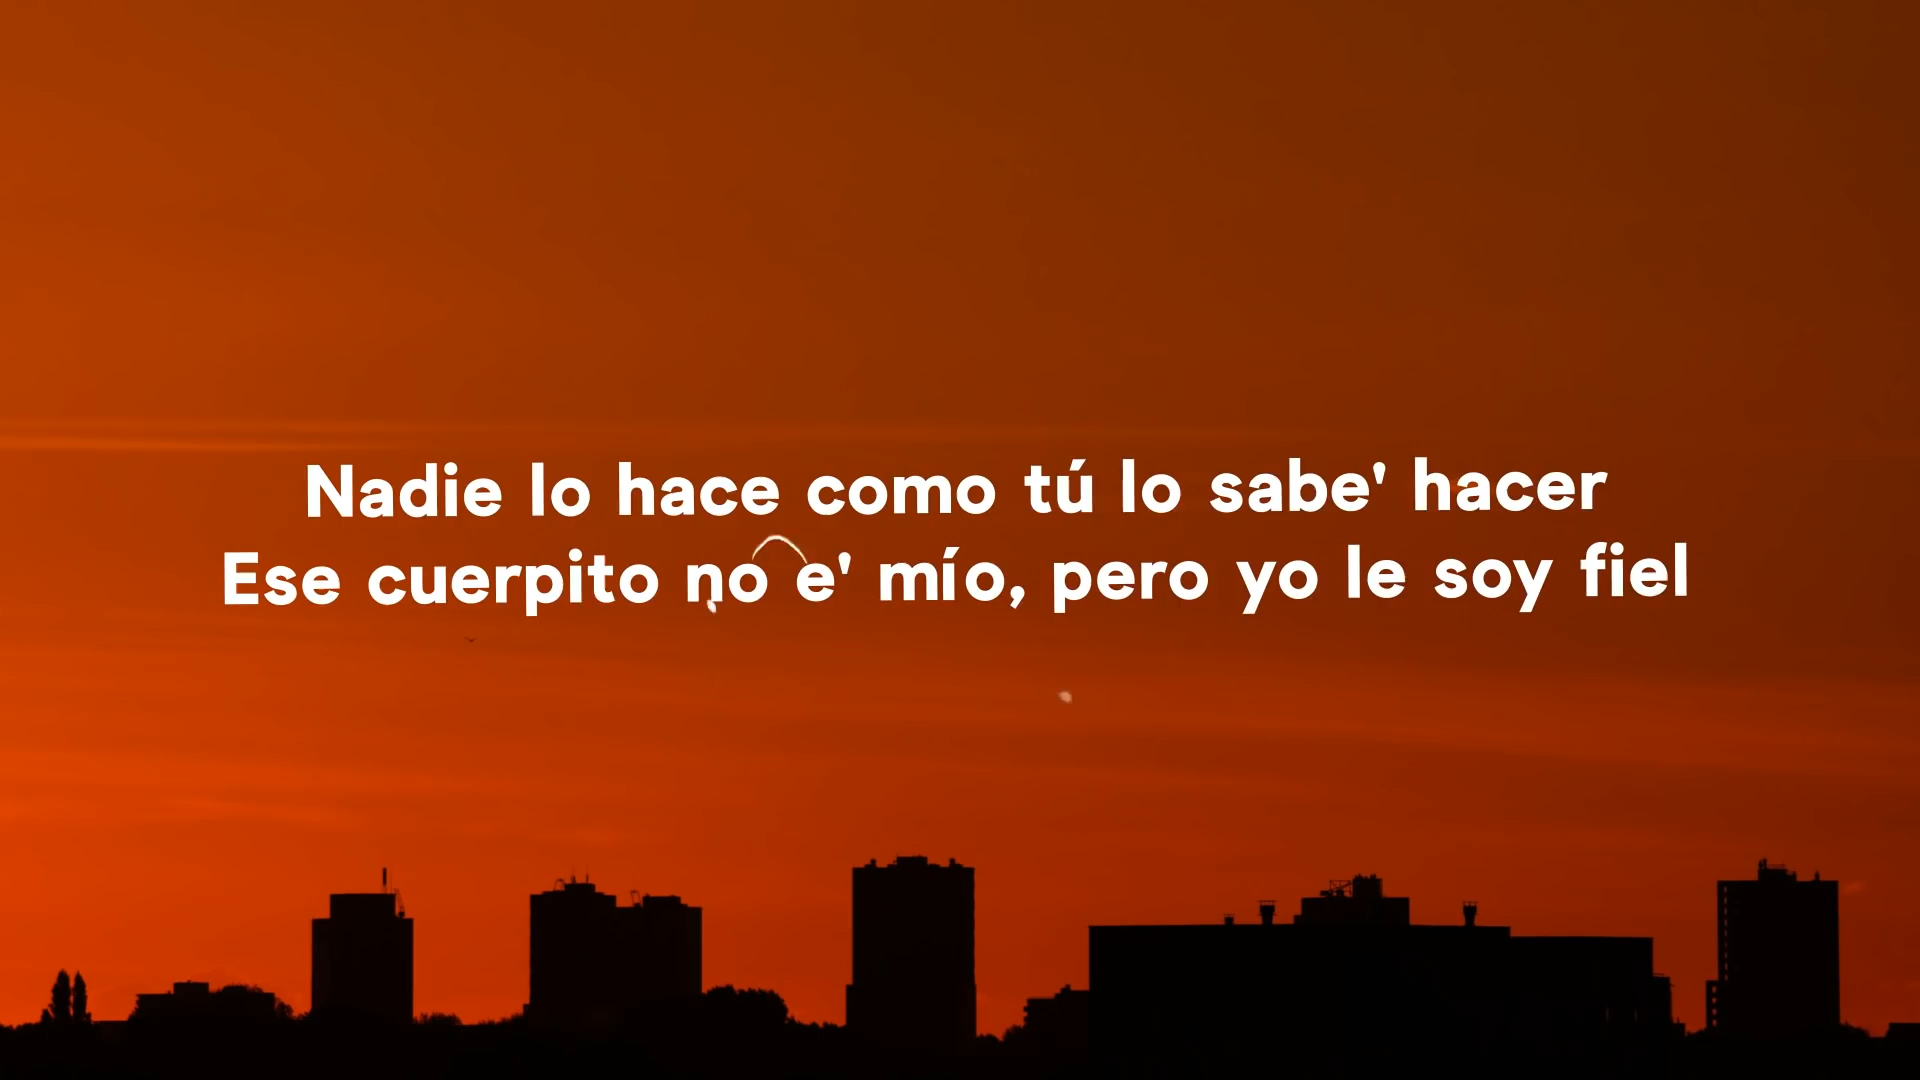 Nadie lo hace como tú lo sabe' hacer
Ese cuerpito no e' mío, pero yo le soy fiel